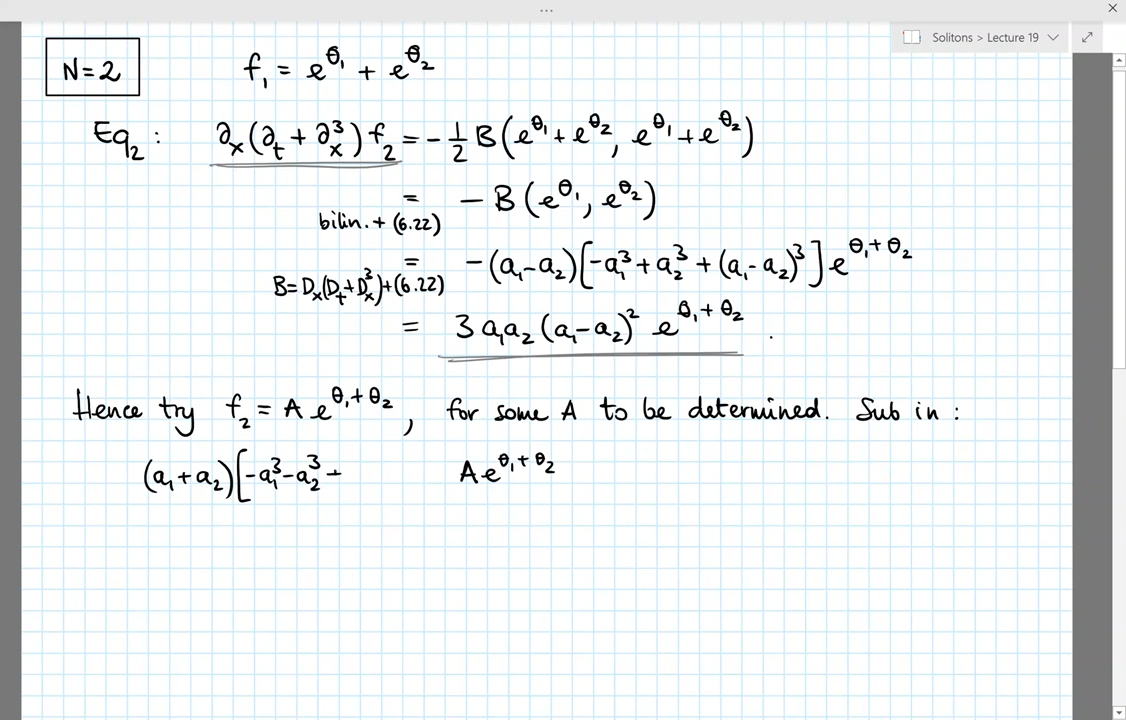 Solitons > Lecture 19
N=2 f₁ = e^θ₁ + e^θ₂
Eq₂ : ∂ₓ(∂ₜ + ∂ₓ³) f₂ = - ½ B(e^θ₁ + e^θ₂, e^θ₁ + e^θ₂)
= - B(e^θ₁, e^θ₂)
bilin. + (6.22)
= -(a₁-a₂)[-a₁³ + a₂³ + (a₁-a₂)³] e^(θ₁+θ₂)
B=Dₓ(Dₜ+Dₓ³)+(6.22)
= 3 a₁a₂ (a₁-a₂)² e^(θ₁+θ₂) .
Hence try f₂ = A e^(θ₁+θ₂), for some A to be determined. Sub in :
(a₁+a₂)[-a₁³-a₂³ + A e^(θ₁+θ₂)